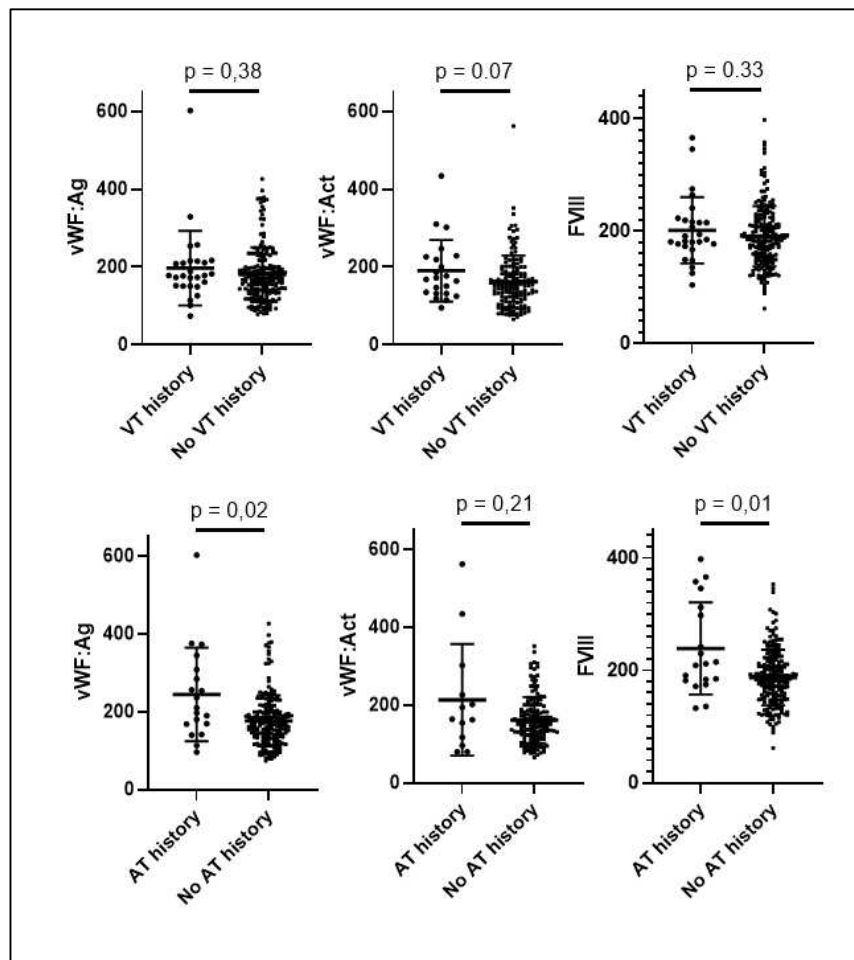 p = 0,38
vWF:Ag
600
400
200
0
VT history
No VT history
p = 0.07
vWF:Act
600
400
200
0
VT history
No VT history
p = 0.33
FVIII
400
200
0
VT history
No VT history
p = 0,02
vWF:Ag
600
400
200
0
AT history
No AT history
p = 0,21
vWF:Act
600
400
200
0
AT history
No AT history
p = 0,01
FVIII
400
200
0
AT history
No AT history